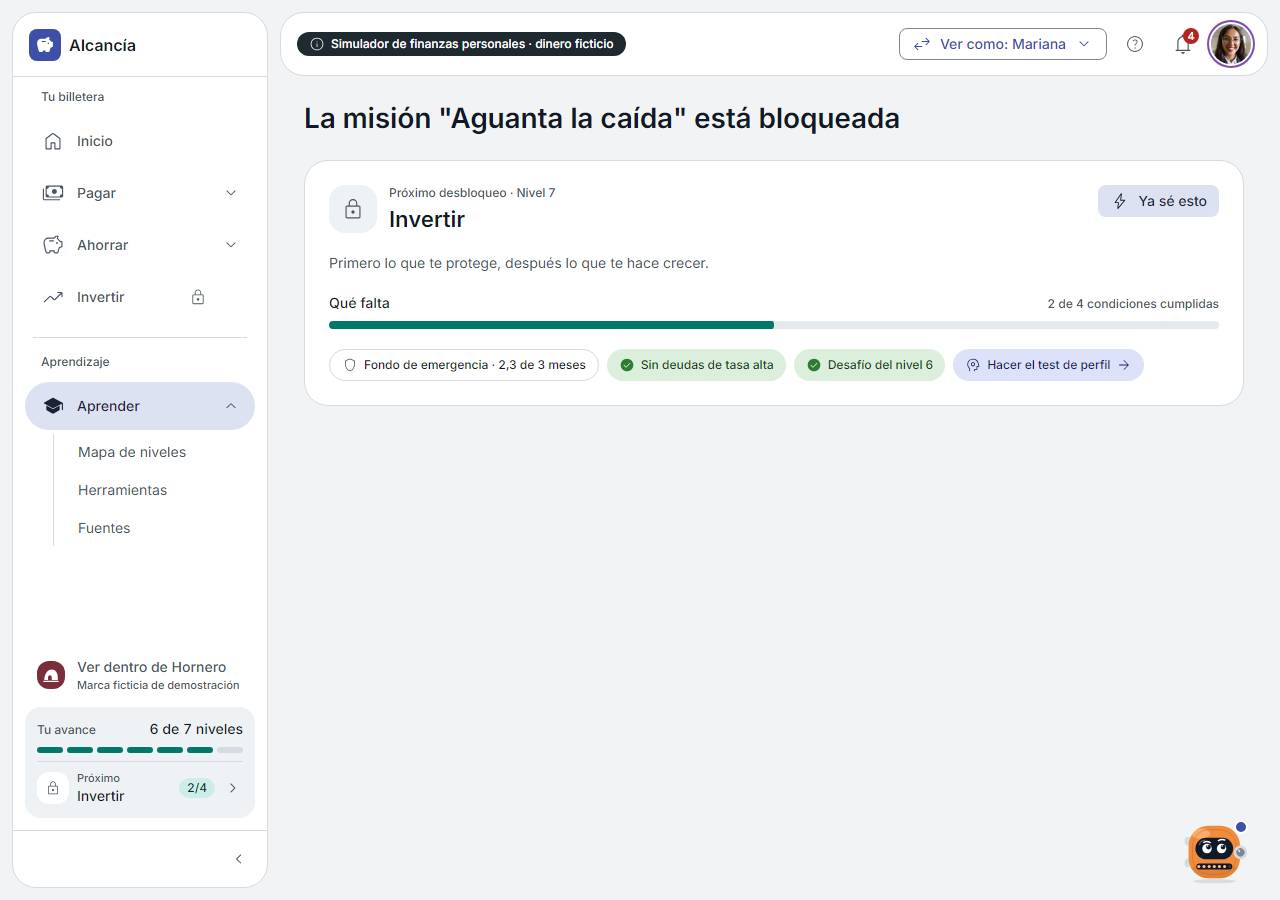 Alcancía
Tu billetera
Inicio
Pagar
Ahorrar
Invertir
Aprendizaje
Aprender
Mapa de niveles
Herramientas
Fuentes
Ver dentro de Hornero
Marca ficticia de demostración
Tu avance 6 de 7 niveles
Próximo
Invertir 2/4
Simulador de finanzas personales · dinero ficticio
Ver como: Mariana
4
La misión "Aguanta la caída" está bloqueada
Próximo desbloqueo · Nivel 7
Invertir
Ya sé esto
Primero lo que te protege, después lo que te hace crecer.
Qué falta 2 de 4 condiciones cumplidas
Fondo de emergencia · 2,3 de 3 meses Sin deudas de tasa alta Desafío del nivel 6 Hacer el test de perfil